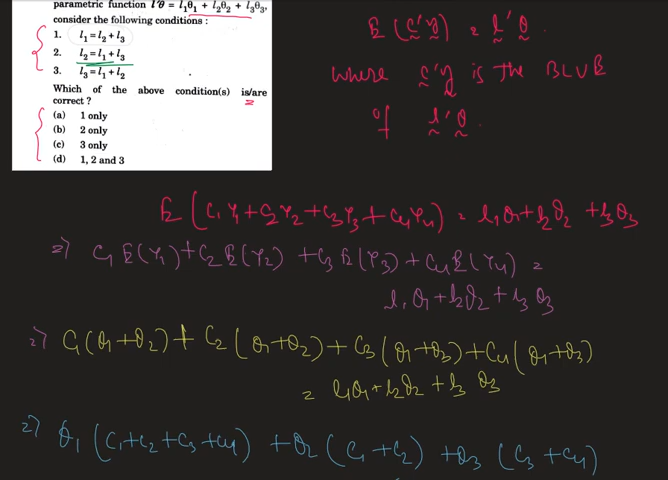 parametric function l'θ = l₁θ₁ + l₂θ₂ + l₃θ₃,
consider the following conditions :
1. l₁ = l₂ + l₃
2. l₂ = l₁ + l₃
3. l₃ = l₁ + l₂
Which of the above condition(s) is/are
correct ?
(a) 1 only
(b) 2 only
(c) 3 only
(d) 1, 2 and 3
E (c'y) = l'θ
where c'y is the BLUE
of l'θ.
E (c₁y₁ + c₂y₂ + c₃y₃ + c₄y₄) = l₁θ₁ + l₂θ₂ + l₃θ₃
=> c₁ E(y₁) + c₂ E(y₂) + c₃ E(y₃) + c₄ E(y₄) =
l₁θ₁ + l₂θ₂ + l₃θ₃
=> c₁(θ₁+θ₂) + c₂(θ₁+θ₂) + c₃(θ₁+θ₃) + c₄(θ₁+θ₃)
= l₁θ₁ + l₂θ₂ + l₃θ₃
=> θ₁ (c₁+c₂+c₃+c₄) + θ₂ (c₁+c₂) + θ₃ (c₃+c₄)